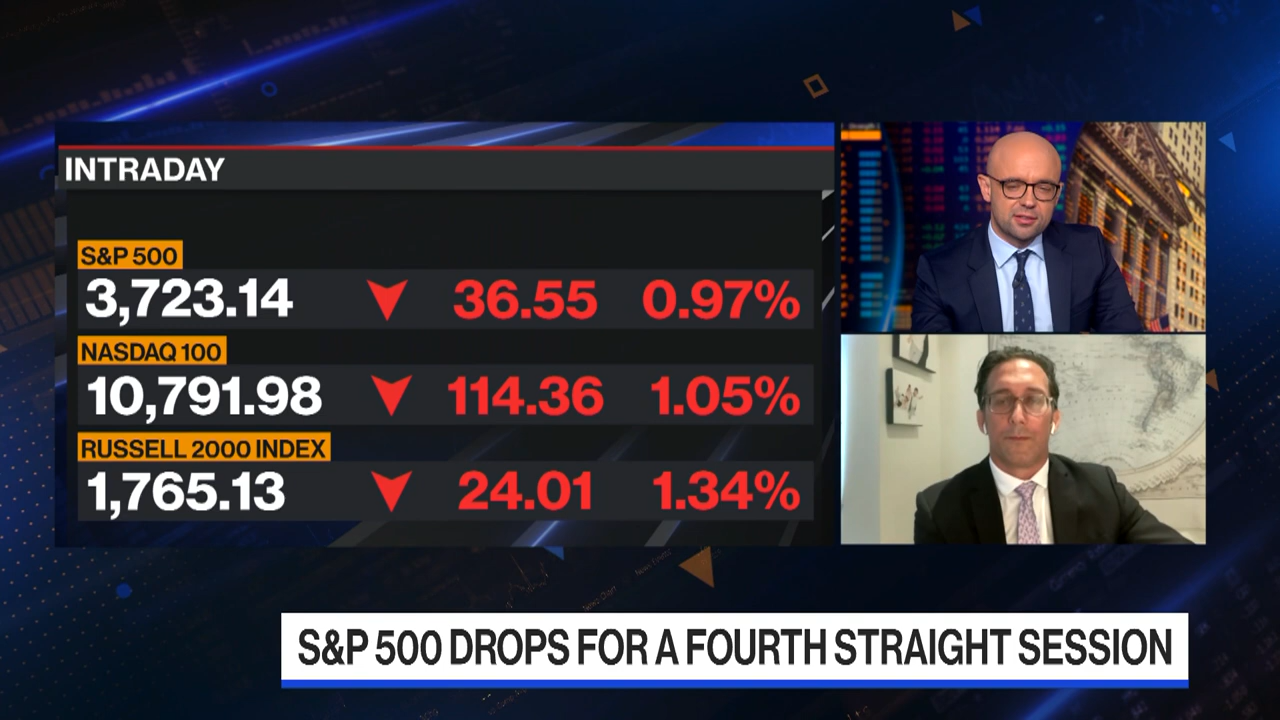 INTRADAY
S&P 500
3,723.14 36.55 0.97%
NASDAQ 100
10,791.98 114.36 1.05%
RUSSELL 2000 INDEX
1,765.13 24.01 1.34%
S&P 500 DROPS FOR A FOURTH STRAIGHT SESSION